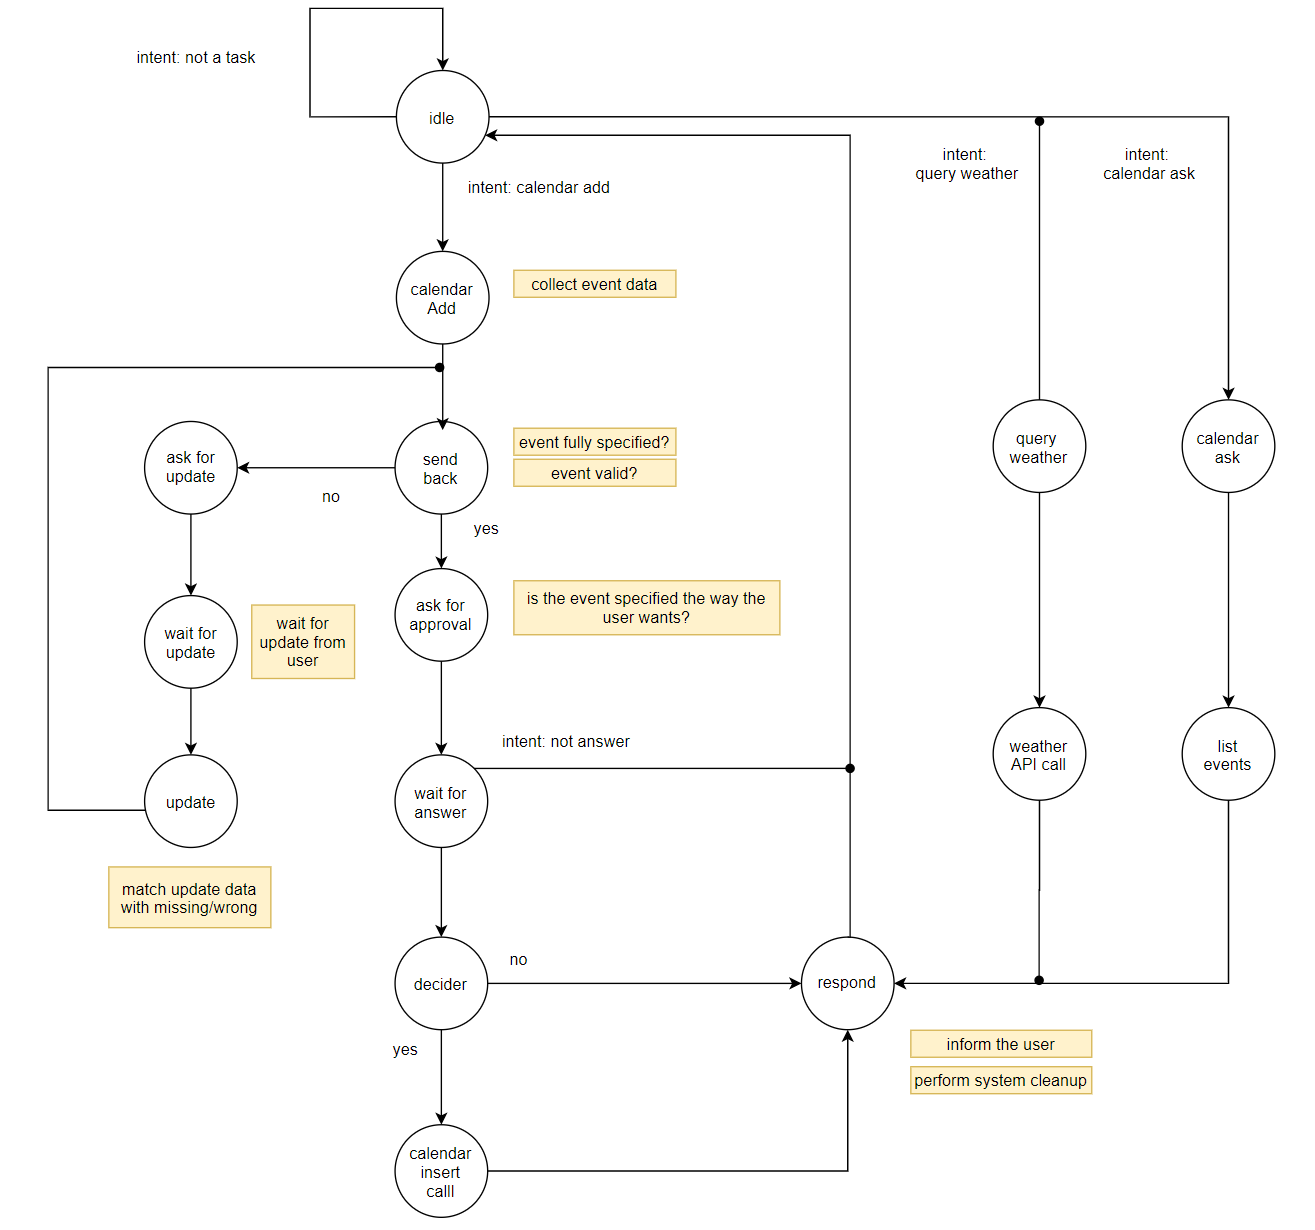 intent: not a task
idle
intent:
query weather
intent:
calendar ask
intent: calendar add
calendar
Add
collect event data
ask for
update
send
back
event fully specified?
event valid?
query
weather
calendar
ask
no
yes
ask for
approval
is the event specified the way the
user wants?
wait for
update
wait for
update from
user
intent: not answer
weather
API call
list
events
update
wait for
answer
match update data
with missing/wrong
no
decider
respond
yes
inform the user
perform system cleanup
calendar
insert
calll